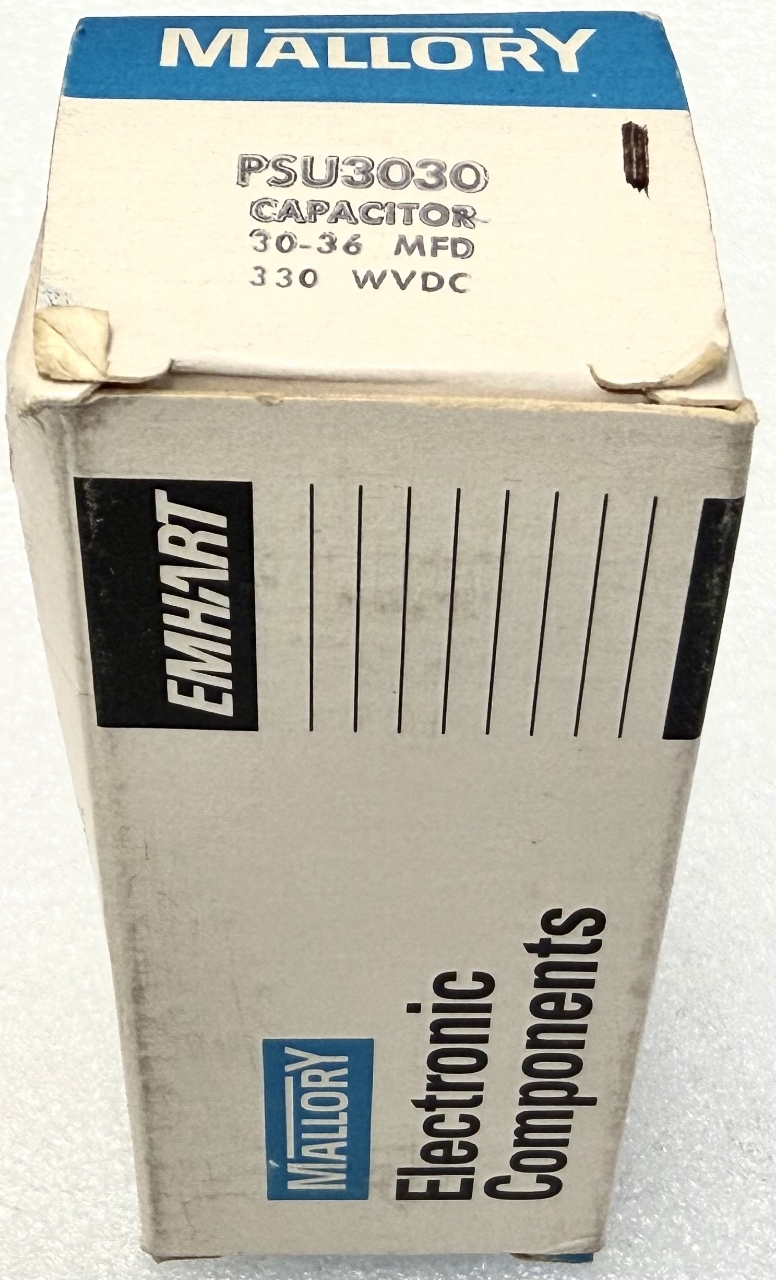 MALLORY
PSU3030
CAPACITOR
30-36 MFD
330 WVDC
EMHART
MALLORY
Electronic
Components